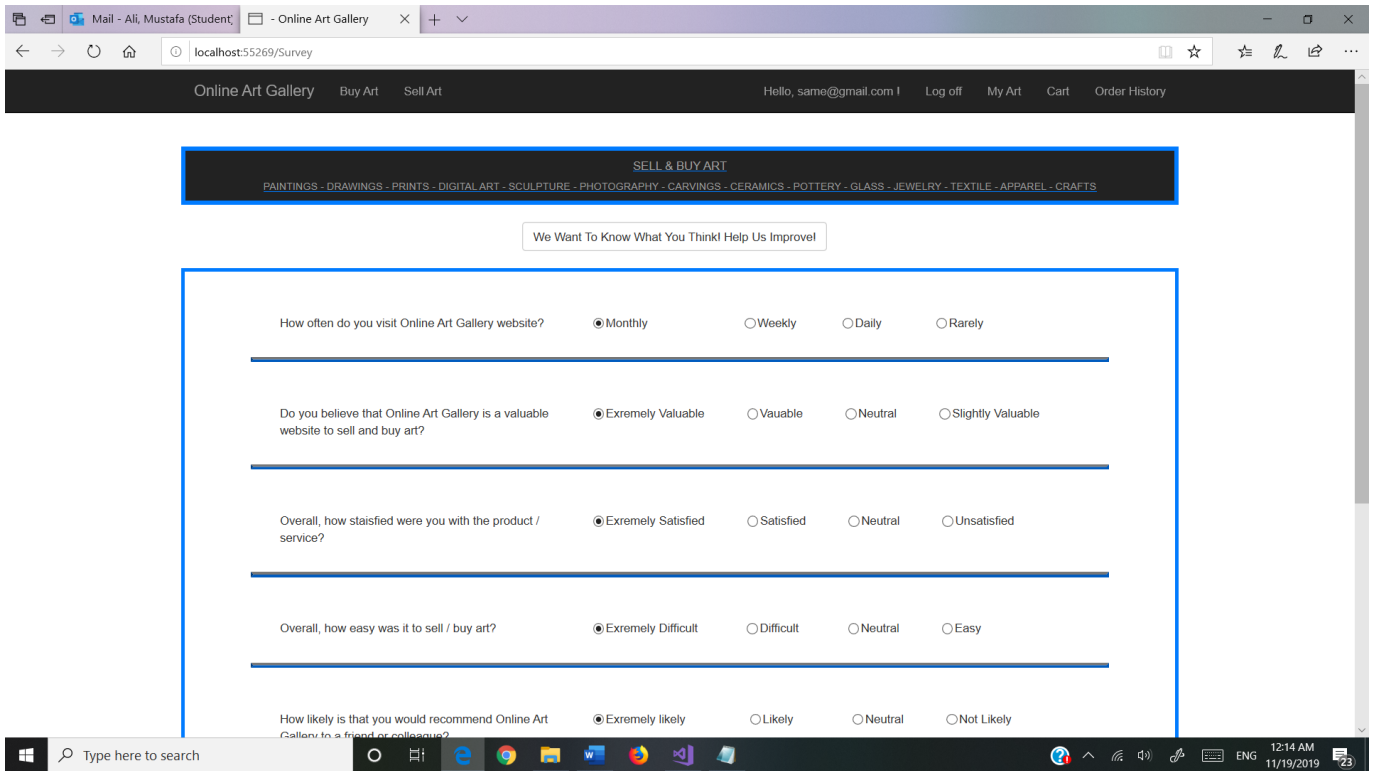 Mail - Ali, Mustafa (Student)
- Online Art Gallery
localhost:55269/Survey
Online Art Gallery Buy Art Sell Art Hello, same@gmail.com ! Log off My Art Cart Order History
SELL & BUY ART
PAINTINGS - DRAWINGS - PRINTS - DIGITAL ART - SCULPTURE - PHOTOGRAPHY - CARVINGS - CERAMICS - POTTERY - GLASS - JEWELRY - TEXTILE - APPAREL - CRAFTS
We Want To Know What You Think! Help Us Improve!
How often do you visit Online Art Gallery website? Monthly Weekly Daily Rarely
Do you believe that Online Art Gallery is a valuable Exremely Valuable Vauable Neutral Slightly Valuable
website to sell and buy art?
Overall, how staisfied were you with the product / Exremely Satisfied Satisfied Neutral Unsatisfied
service?
Overall, how easy was it to sell / buy art? Exremely Difficult Difficult Neutral Easy
How likely is that you would recommend Online Art Exremely likely Likely Neutral Not Likely
Gallery to a friend or colleague?
Type here to search ENG 12:14 AM
11/19/2019 23